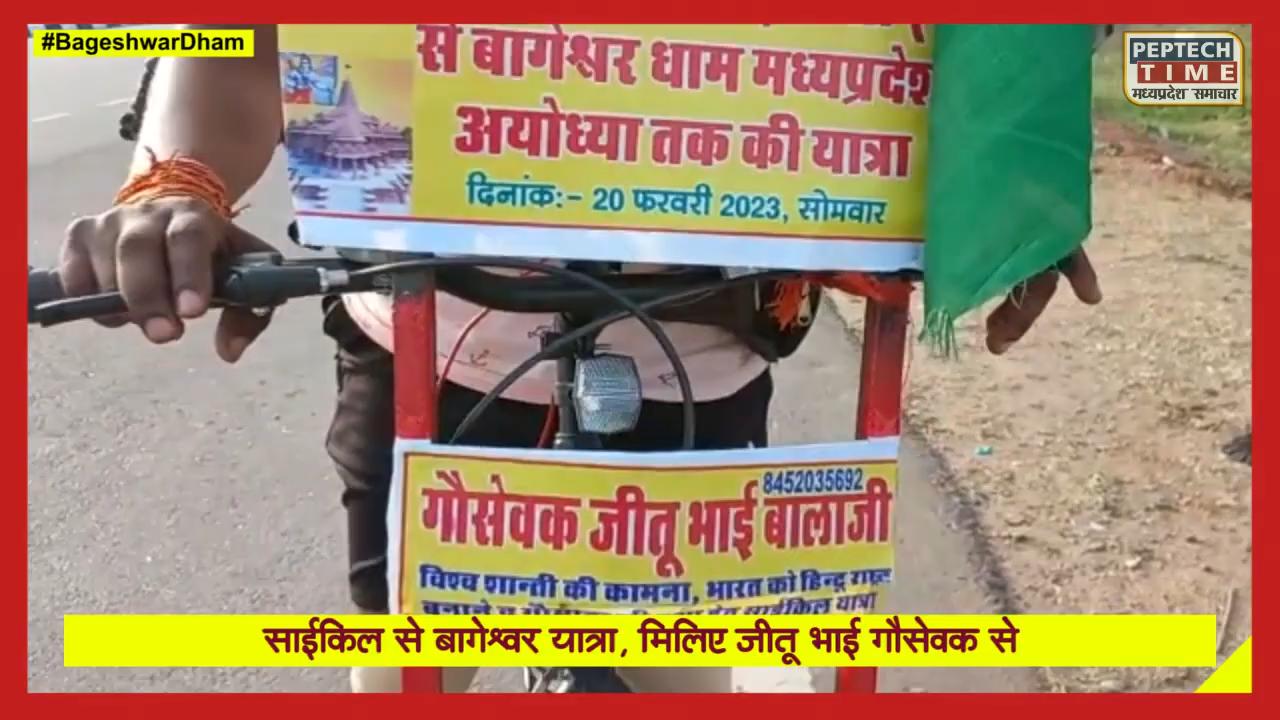 #BageshwarDham
PEPTECH
TIME
मध्यप्रदेश समाचार
से बागेश्वर धाम मध्यप्रदेश
अयोध्या तक की यात्रा
दिनांकः- 20 फरवरी 2023, सोमवार
8452035692
गौसेवक जीतू भाई बालाजी
विश्व शान्ती की कामना, भारत को हिन्दू राष्ट्र
साईकिल यात्रा
साईकिल से बागेश्वर यात्रा, मिलिए जीतू भाई गौसेवक से